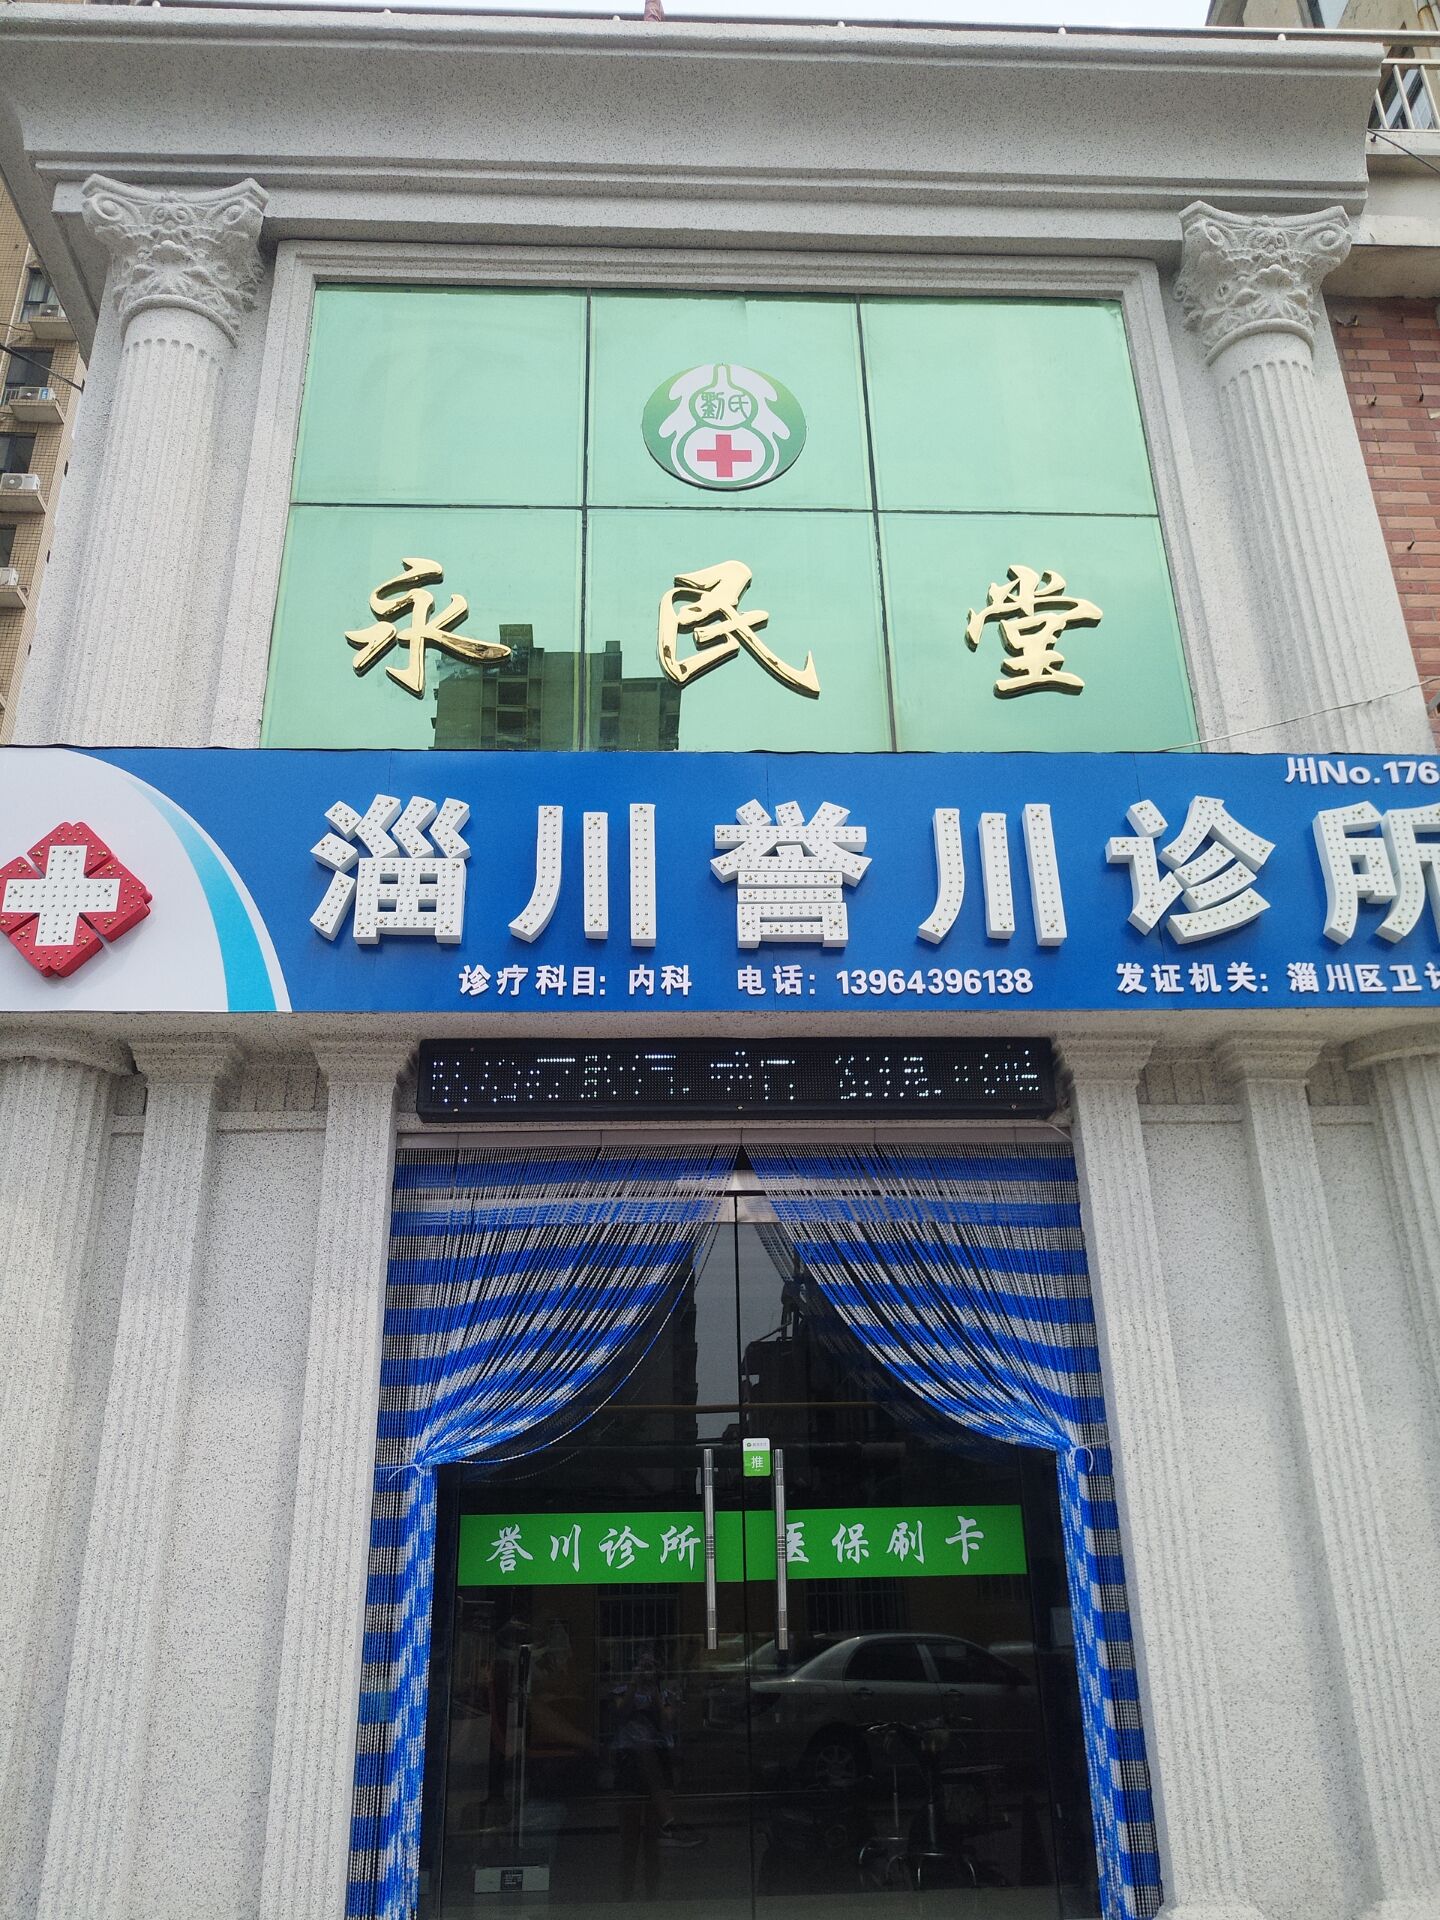 劉氏
永民堂
川No.176
淄川誉川诊所
诊疗科目：内科 电话：13964396138 发证机关：淄川区卫计
推
誉川诊所 医保刷卡